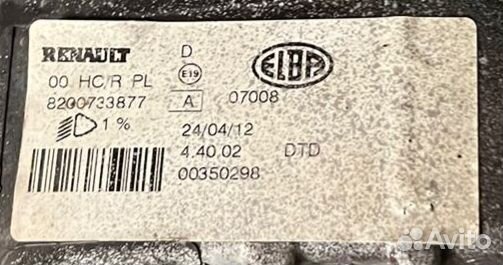 RENAULT D
E19
ELBA
00 HC/R PL
8200733877 A 07008
1% 24/04/12
4.40.02 DTD
00350298
Avito